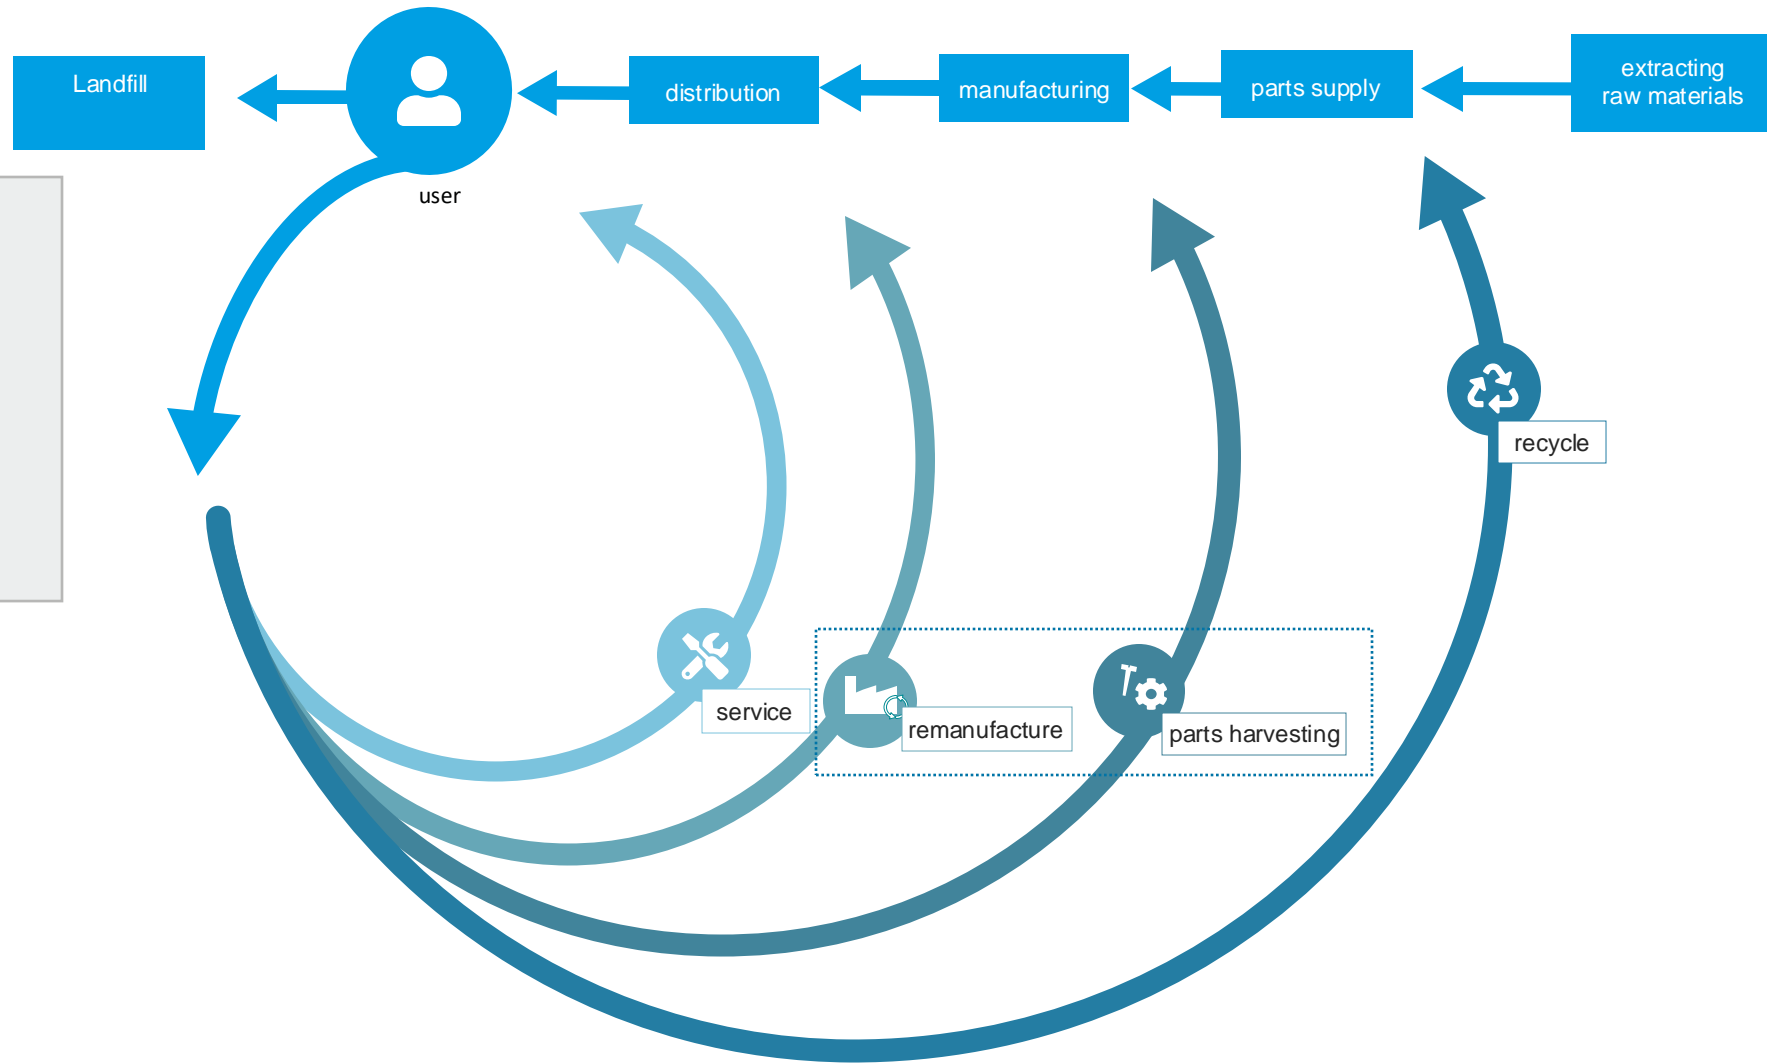 Landfill
distribution
manufacturing
parts supply
extracting
raw materials
user
recycle
service
remanufacture
parts harvesting